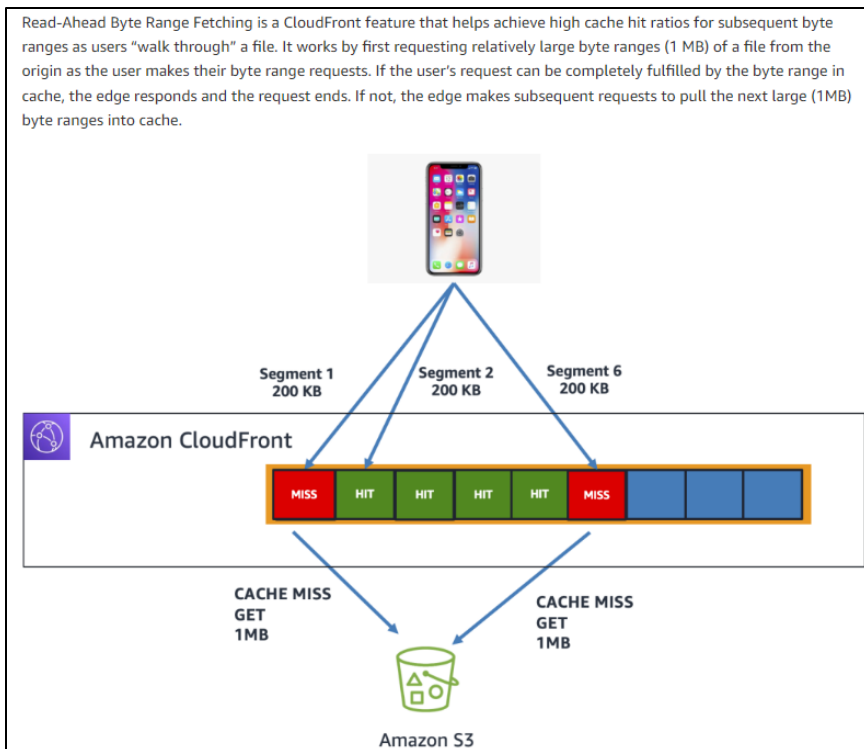 Read-Ahead Byte Range Fetching is a CloudFront feature that helps achieve high cache hit ratios for subsequent byte
ranges as users “walk through” a file. It works by first requesting relatively large byte ranges (1 MB) of a file from the
origin as the user makes their byte range requests. If the user’s request can be completely fulfilled by the byte range in
cache, the edge responds and the request ends. If not, the edge makes subsequent requests to pull the next large (1MB)
byte ranges into cache.
Segment 1
200 KB
Segment 2
200 KB
Segment 6
200 KB
Amazon CloudFront
MISS
HIT
HIT
HIT
HIT
MISS
CACHE MISS
GET
1MB
CACHE MISS
GET
1MB
Amazon S3